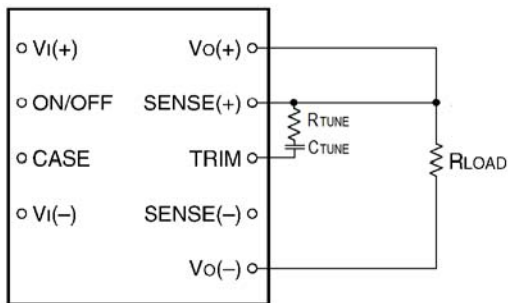 VI(+) VO(+)
ON/OFF SENSE(+)
RTUNE
CTUNE
CASE TRIM
RLOAD
VI(–) SENSE(–)
VO(–)